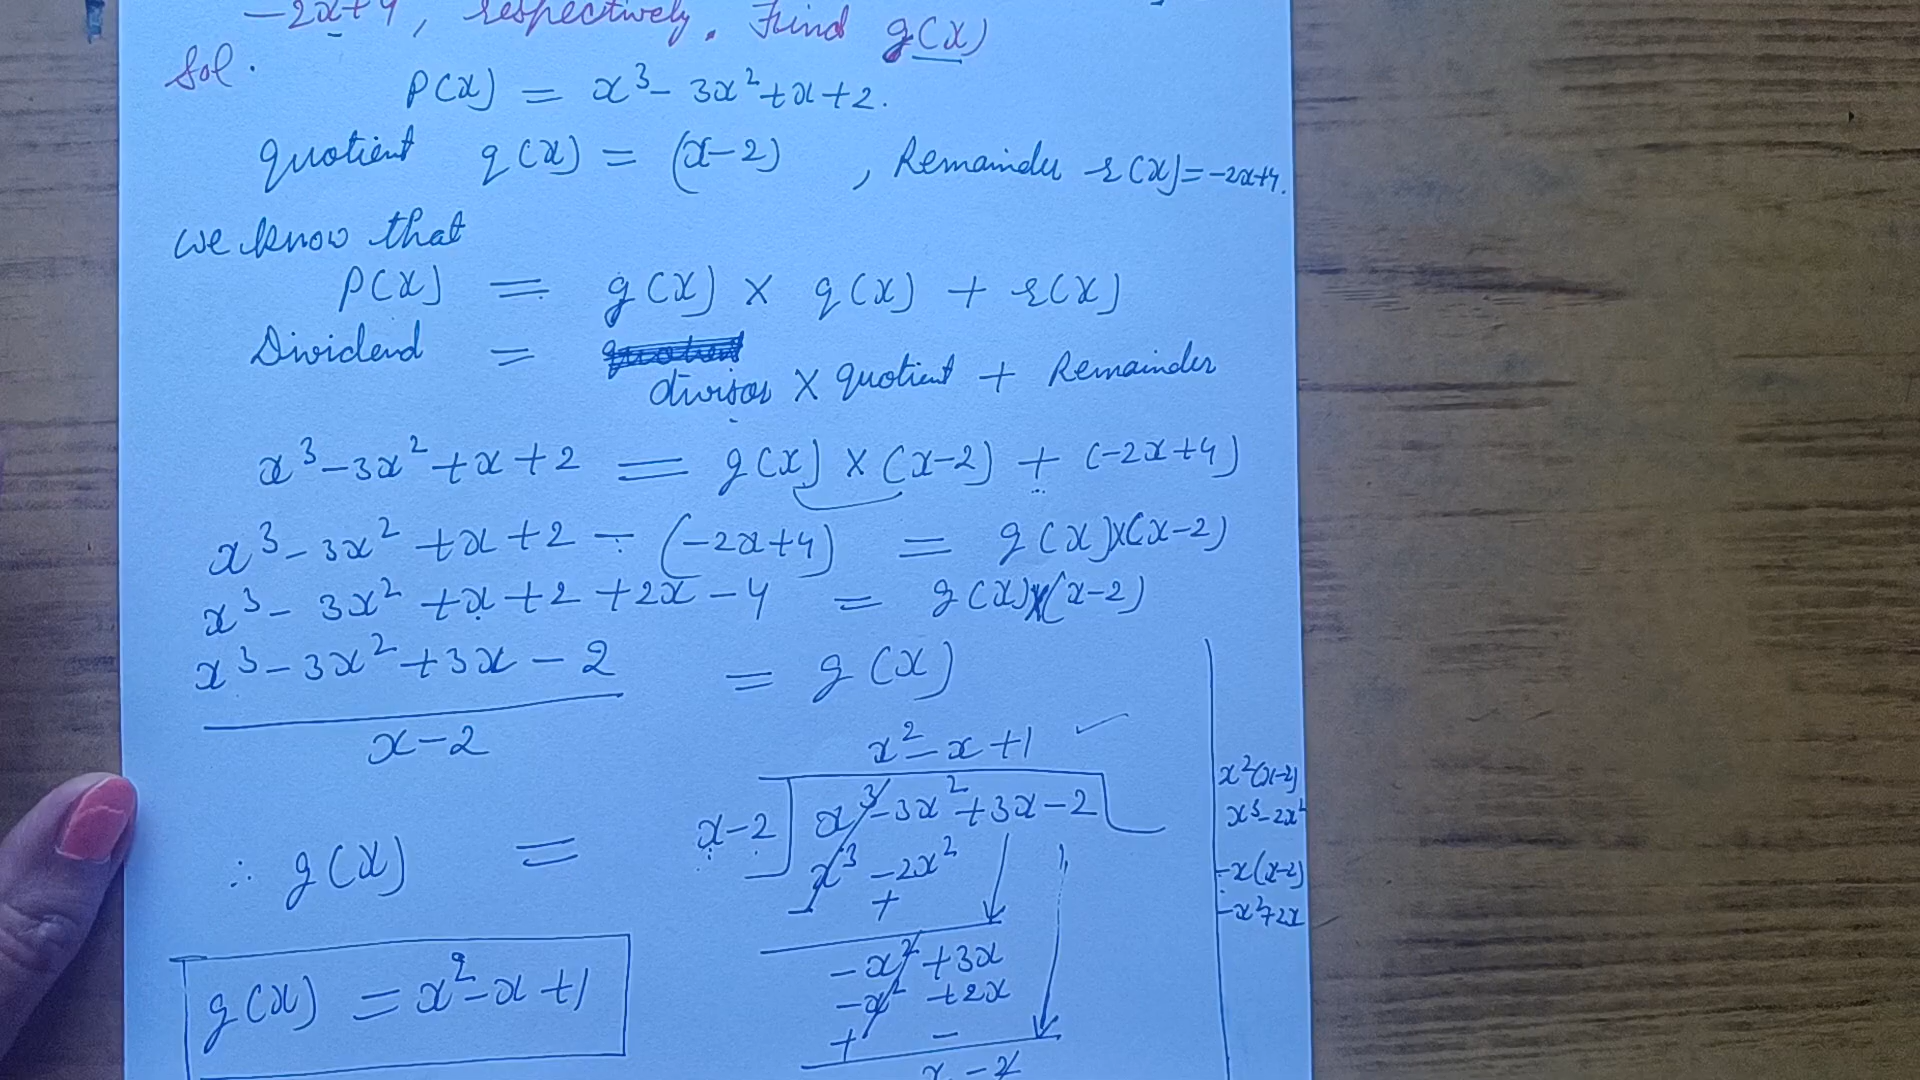 -2x+4, respectively. Find g(x)
Sol.
P(x) = x³- 3x²+x+2.
quotient q(x) = (x-2) , Remainder r(x)=-2x+4.
we know that
P(x) = g(x) × q(x) + r(x)
Dividend =
divisor × quotient + Remainder
x³-3x²+x+2 = g(x) × (x-2) + (-2x+4)
x³-3x²+x+2 - (-2x+4) = g(x)×(x-2)
x³- 3x²+x+2+2x-4 = g(x)×(x-2)
x³-3x²+3x-2 = g(x)
x-2
x²-x+1 ✓
x-2 x³-3x²+3x-2
x³ -2x²
- +
-x²+3x
-x² +2x
+ -
x -2
∴ g(x) =
g(x) = x²-x+1
x²(x-2)
x³-2x²
-x(x-2)
-x²+2x